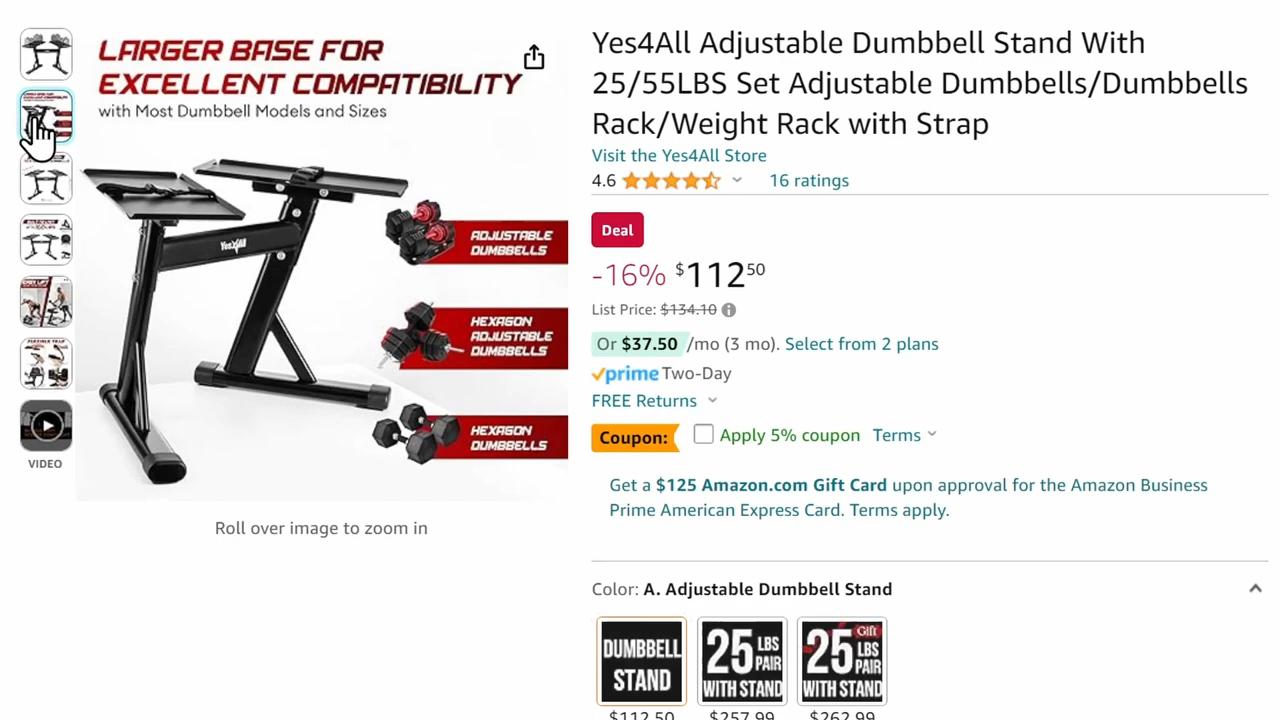 LARGER BASE FOR
EXCELLENT COMPATIBILITY
with Most Dumbbell Models and Sizes
Yes4All
ADJUSTABLE
DUMBBELLS
HEXAGON
ADJUSTABLE
DUMBBELLS
HEXAGON
DUMBBELLS
VIDEO
Roll over image to zoom in
Yes4All Adjustable Dumbbell Stand With
25/55LBS Set Adjustable Dumbbells/Dumbbells
Rack/Weight Rack with Strap
Visit the Yes4All Store
4.6 16 ratings
Deal
-16% $112 50
List Price: $134.10
Or $37.50 /mo (3 mo). Select from 2 plans
prime Two-Day
FREE Returns
Coupon: Apply 5% coupon Terms
Get a $125 Amazon.com Gift Card upon approval for the Amazon Business
Prime American Express Card. Terms apply.
Color: A. Adjustable Dumbbell Stand
DUMBBELL
STAND
25 LBS
PAIR
WITH STAND
Gift
25 LBS
PAIR
WITH STAND
$112.50 $257.99 $262.99